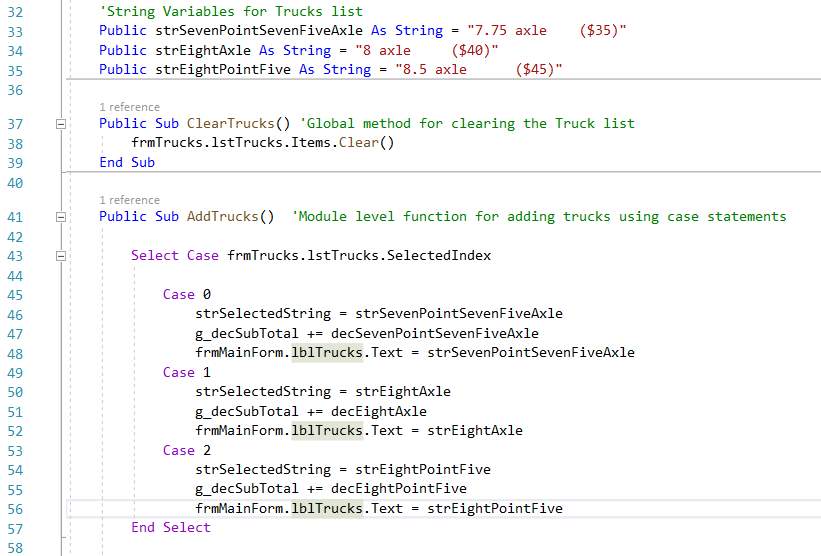 32 'String Variables for Trucks list
33 Public strSevenPointSevenFiveAxle As String = "7.75 axle    ($35)"
34 Public strEightAxle As String = "8 axle     ($40)"
35 Public strEightPointFive As String = "8.5 axle      ($45)"
36
1 reference
37 Public Sub ClearTrucks() 'Global method for clearing the Truck list
38 frmTrucks.lstTrucks.Items.Clear()
39 End Sub
40
1 reference
41 Public Sub AddTrucks()  'Module level function for adding trucks using case statements
42
43 Select Case frmTrucks.lstTrucks.SelectedIndex
44
45 Case 0
46 strSelectedString = strSevenPointSevenFiveAxle
47 g_decSubTotal += decSevenPointSevenFiveAxle
48 frmMainForm.lblTrucks.Text = strSevenPointSevenFiveAxle
49 Case 1
50 strSelectedString = strEightAxle
51 g_decSubTotal += decEightAxle
52 frmMainForm.lblTrucks.Text = strEightAxle
53 Case 2
54 strSelectedString = strEightPointFive
55 g_decSubTotal += decEightPointFive
56 frmMainForm.lblTrucks.Text = strEightPointFive
57 End Select
58